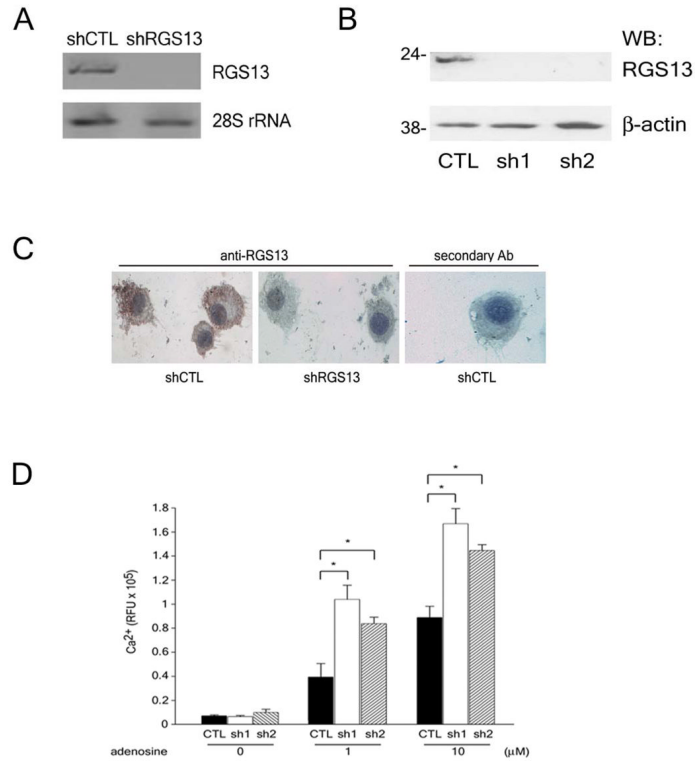 A
shCTL shRGS13
RGS13
28S rRNA
B
WB:
24-
RGS13
38-
β-actin
CTL sh1 sh2
C
anti-RGS13 secondary Ab
shCTL shRGS13 shCTL
D
Ca2+ (RFU x 105)
1.8
1.6
1.4
1.2
1
0.8
0.6
0.4
0.2
0
* * * *
CTL sh1 sh2 CTL sh1 sh2 CTL sh1 sh2
adenosine 0 1 10 (μM)